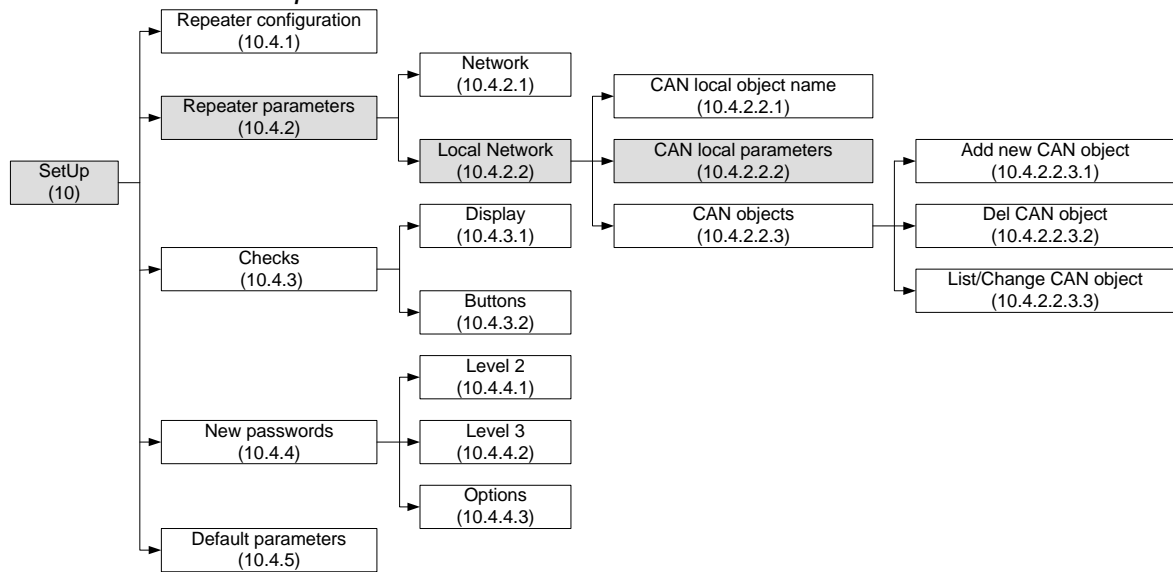 SetUp
(10)
Repeater configuration
(10.4.1)
Repeater parameters
(10.4.2)
Network
(10.4.2.1)
Local Network
(10.4.2.2)
CAN local object name
(10.4.2.2.1)
CAN local parameters
(10.4.2.2.2)
CAN objects
(10.4.2.2.3)
Add new CAN object
(10.4.2.2.3.1)
Del CAN object
(10.4.2.2.3.2)
List/Change CAN object
(10.4.2.2.3.3)
Checks
(10.4.3)
Display
(10.4.3.1)
Buttons
(10.4.3.2)
New passwords
(10.4.4)
Level 2
(10.4.4.1)
Level 3
(10.4.4.2)
Options
(10.4.4.3)
Default parameters
(10.4.5)